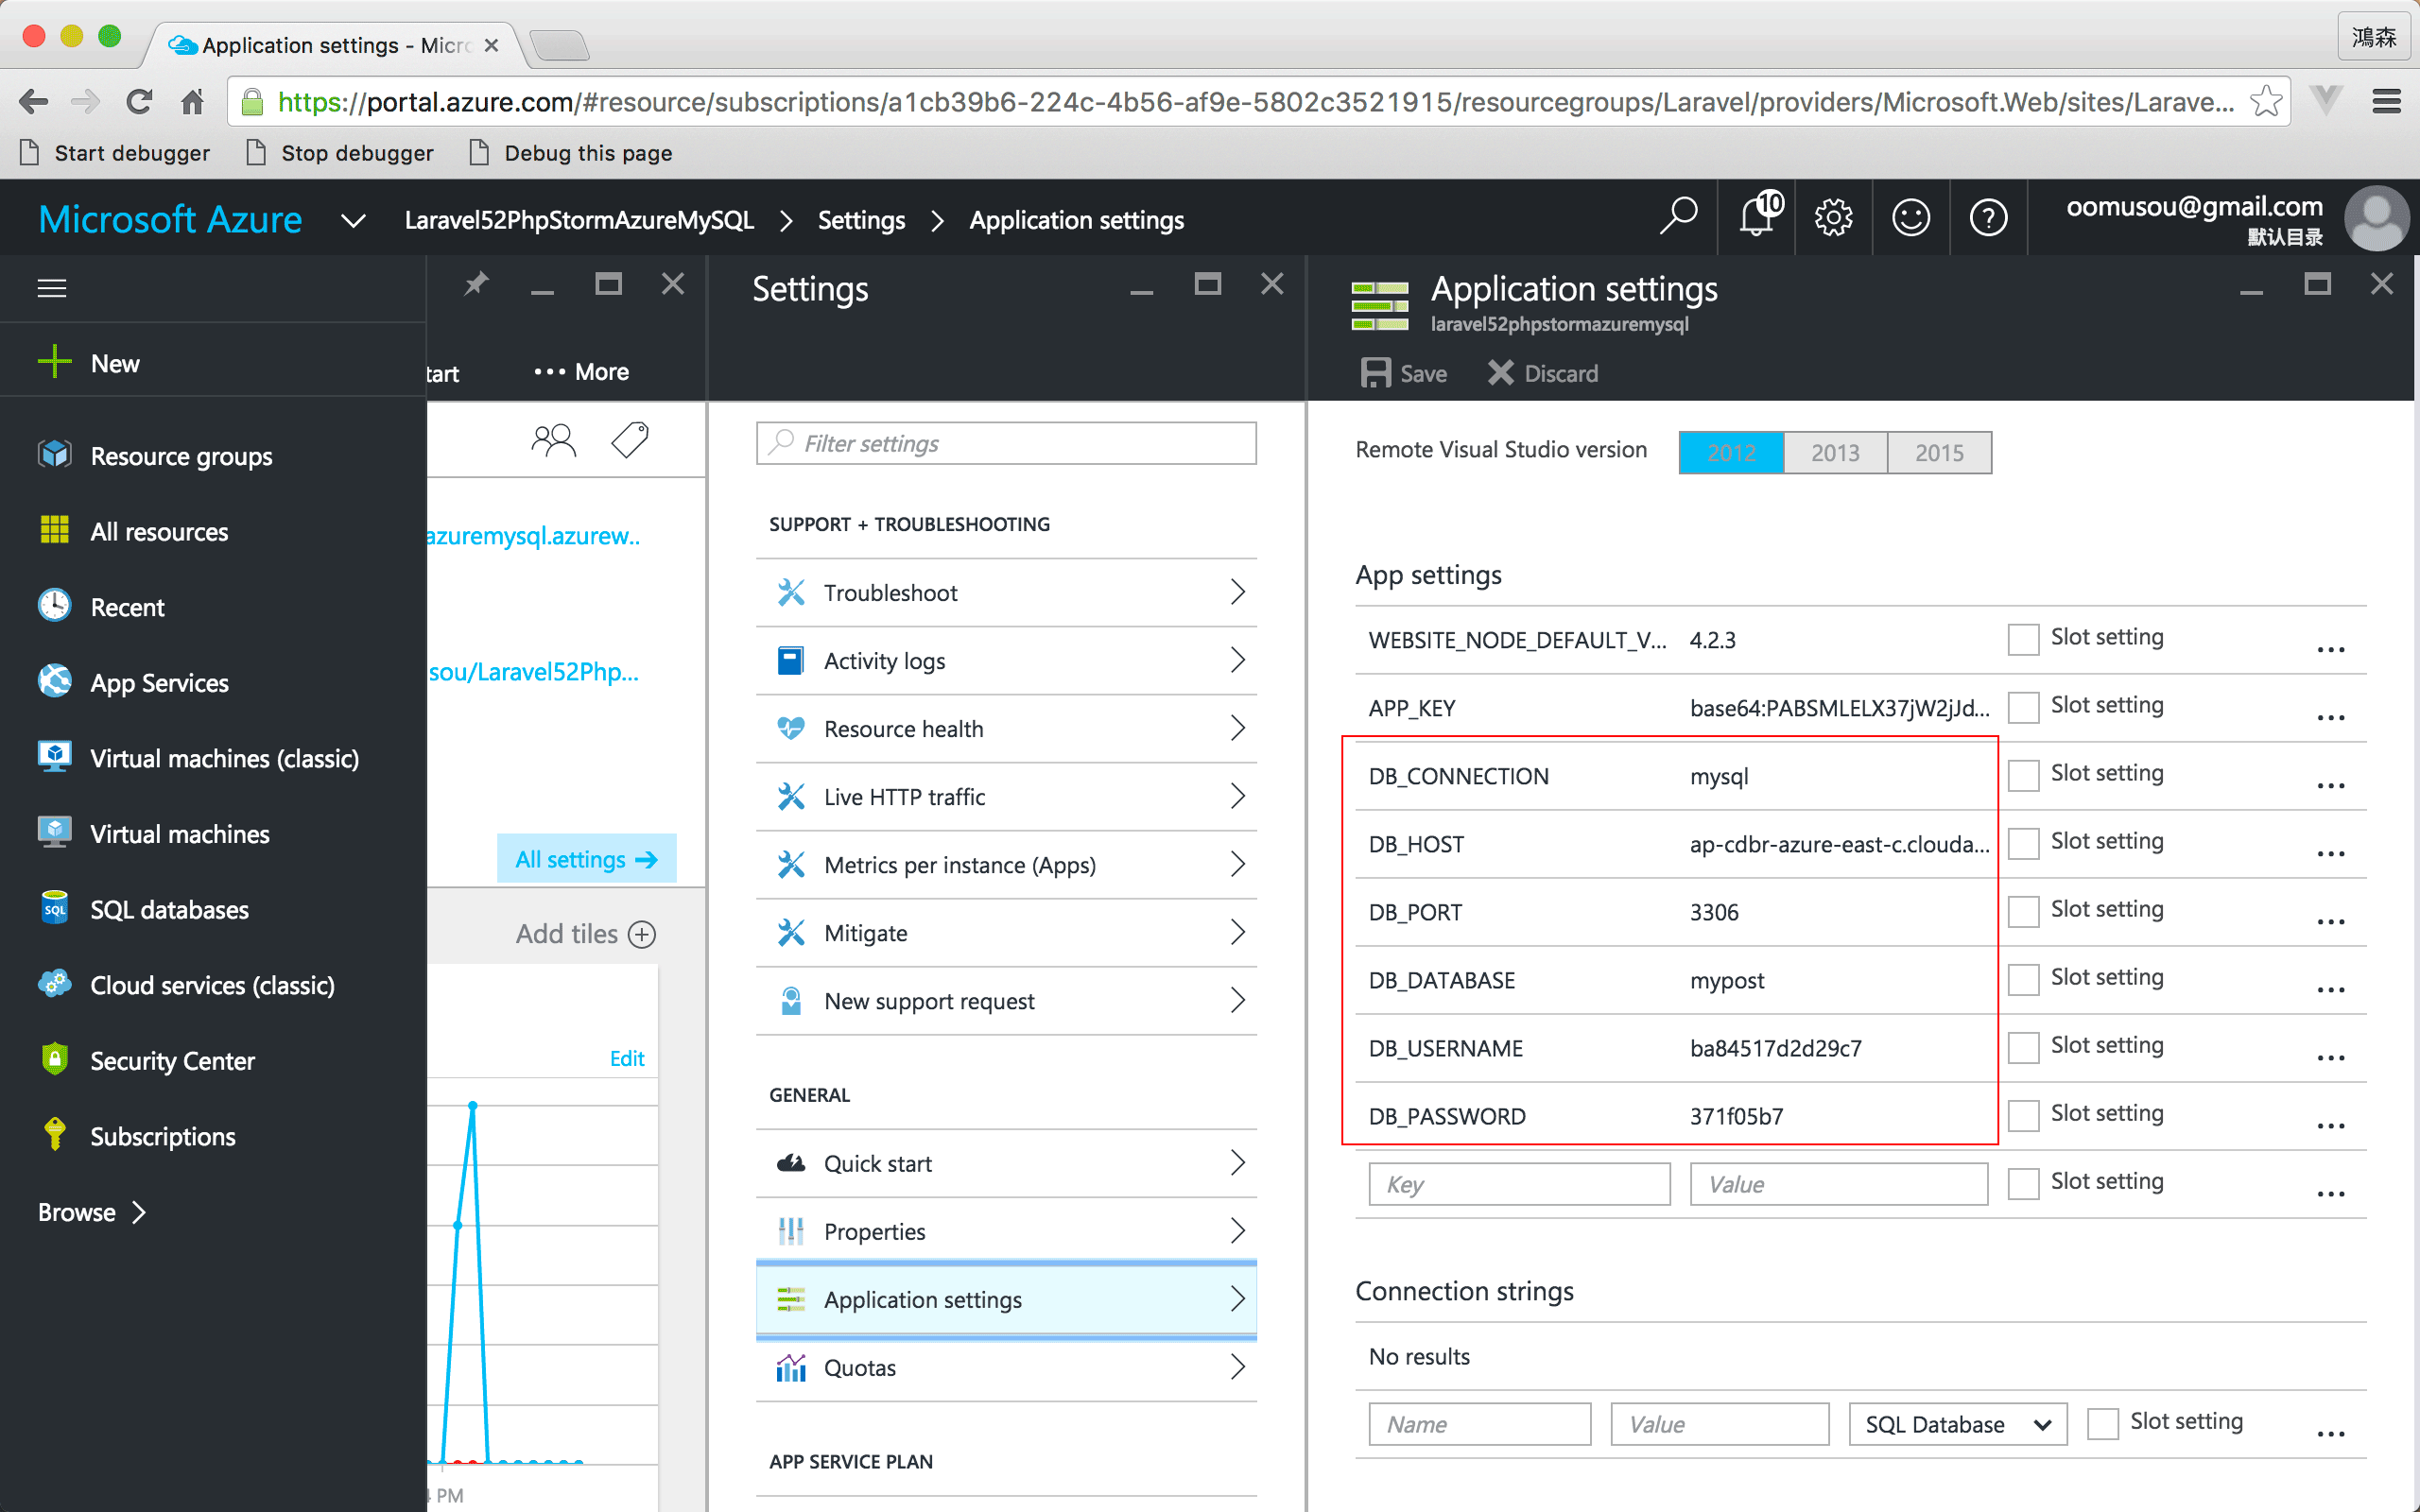 Application settings - Micro
鴻森
https://portal.azure.com/#resource/subscriptions/a1cb39b6-224c-4b56-af9e-5802c3521915/resourcegroups/Laravel/providers/Microsoft.Web/sites/Larave...
Start debugger Stop debugger Debug this page
Microsoft Azure Laravel52PhpStormAzureMySQL Settings Application settings 10 oomusou@gmail.com
默认目录
New
Resource groups
All resources
Recent
App Services
Virtual machines (classic)
Virtual machines
SQL databases
Cloud services (classic)
Security Center
Subscriptions
Browse
tart ... More
azuremysql.azurew..
sou/Laravel52Php...
All settings
Add tiles
Edit
4 PM
Settings
Filter settings
SUPPORT + TROUBLESHOOTING
Troubleshoot
Activity logs
Resource health
Live HTTP traffic
Metrics per instance (Apps)
Mitigate
New support request
GENERAL
Quick start
Properties
Application settings
Quotas
APP SERVICE PLAN
Application settings
laravel52phpstormazuremysql
Save Discard
Remote Visual Studio version 2012 2013 2015
App settings
WEBSITE_NODE_DEFAULT_V... 4.2.3 Slot setting ...
APP_KEY base64:PABSMLELX37jW2jJd... Slot setting ...
DB_CONNECTION mysql Slot setting ...
DB_HOST ap-cdbr-azure-east-c.clouda... Slot setting ...
DB_PORT 3306 Slot setting ...
DB_DATABASE mypost Slot setting ...
DB_USERNAME ba84517d2d29c7 Slot setting ...
DB_PASSWORD 371f05b7 Slot setting ...
Key Value Slot setting ...
Connection strings
No results
Name Value SQL Database Slot setting ...